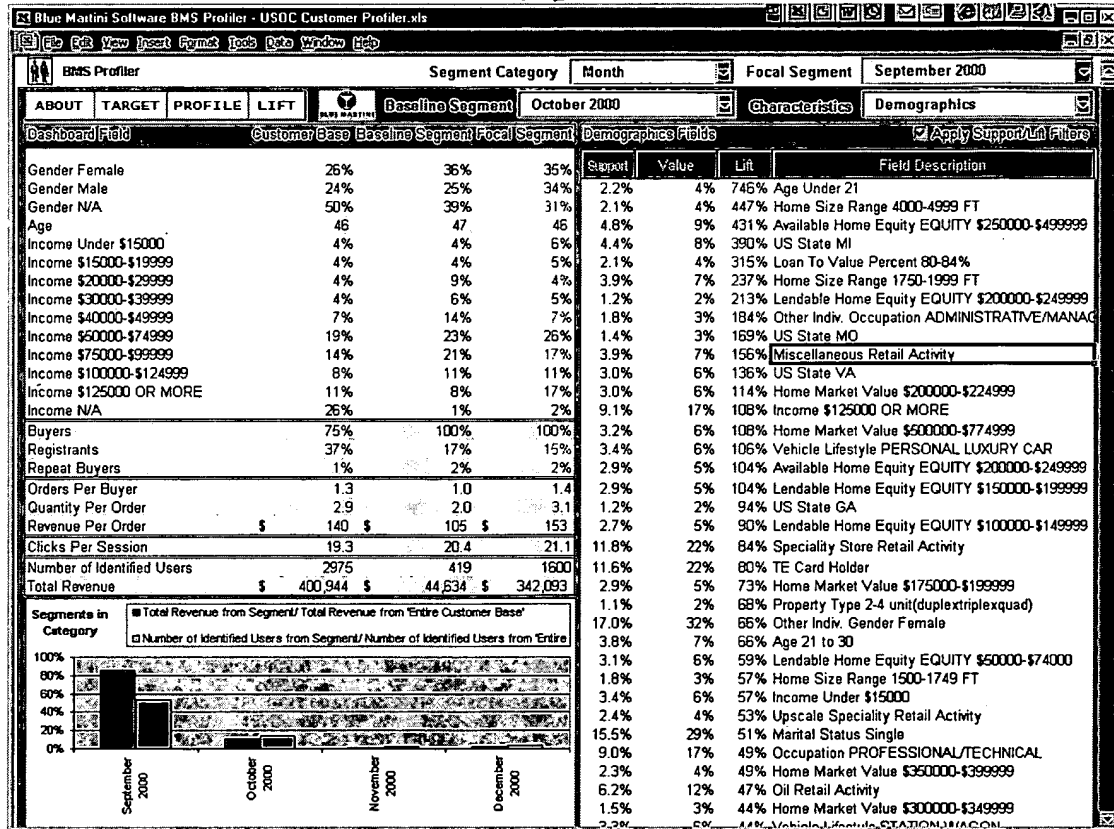 Blue Martini Software BMS Profiler - USOC Customer Profiler.xls
File Edit View Insert Format Tools Data Window Help
BMS Profiler Segment Category Month Focal Segment September 2000
ABOUT TARGET PROFILE LIFT BLUE MARTINI Baseline Segment October 2000 Characteristics Demographics
Dashboard Field Customer Base Baseline Segment Focal Segment
Gender Female 26% 36% 35%
Gender Male 24% 25% 34%
Gender N/A 50% 39% 31%
Age 46 47 46
Income Under $15000 4% 4% 6%
Income $15000-$19999 4% 4% 5%
Income $20000-$29999 4% 9% 4%
Income $30000-$39999 4% 6% 5%
Income $40000-$49999 7% 14% 7%
Income $50000-$74999 19% 23% 26%
Income $75000-$99999 14% 21% 17%
Income $100000-$124999 8% 11% 11%
Income $125000 OR MORE 11% 8% 17%
Income N/A 26% 1% 2%
Buyers 75% 100% 100%
Registrants 37% 17% 15%
Repeat Buyers 1% 2% 2%
Orders Per Buyer 1.3 1.0 1.4
Quantity Per Order 2.9 2.0 3.1
Revenue Per Order $ 140 $ 105 $ 153
Clicks Per Session 19.3 20.4 21.1
Number of Identified Users 2975 419 1600
Total Revenue $ 400,944 $ 44,634 $ 342,093
Segments in Category
Total Revenue from Segment/ Total Revenue from 'Entire Customer Base'
Number of Identified Users from Segment/ Number of Identified Users from 'Entire
100%
80%
60%
40%
20%
0%
September 2000
October 2000
November 2000
December 2000
Demographics Fields Apply Support/Lift Filters
Support Value Lift Field Description
2.2% 4% 746% Age Under 21
2.1% 4% 447% Home Size Range 4000-4999 FT
4.8% 9% 431% Available Home Equity EQUITY $250000-$499999
4.4% 8% 390% US State MI
2.1% 4% 315% Loan To Value Percent 80-84%
3.9% 7% 237% Home Size Range 1750-1999 FT
1.2% 2% 213% Lendable Home Equity EQUITY $200000-$249999
1.8% 3% 184% Other Indiv. Occupation ADMINISTRATIVE/MANAG
1.4% 3% 169% US State MO
3.9% 7% 156% Miscellaneous Retail Activity
3.0% 6% 136% US State VA
3.0% 6% 114% Home Market Value $200000-$224999
9.1% 17% 108% Income $125000 OR MORE
3.2% 6% 108% Home Market Value $500000-$774999
3.4% 6% 106% Vehicle Lifestyle PERSONAL LUXURY CAR
2.9% 5% 104% Available Home Equity EQUITY $200000-$249999
2.9% 5% 104% Lendable Home Equity EQUITY $150000-$199999
1.2% 2% 94% US State GA
2.7% 5% 90% Lendable Home Equity EQUITY $100000-$149999
11.8% 22% 84% Speciality Store Retail Activity
11.6% 22% 80% TE Card Holder
2.9% 5% 73% Home Market Value $175000-$199999
1.1% 2% 68% Property Type 2-4 unit(duplextriplexquad)
17.0% 32% 66% Other Indiv. Gender Female
3.8% 7% 66% Age 21 to 30
3.1% 6% 59% Lendable Home Equity EQUITY $50000-$74000
1.8% 3% 57% Home Size Range 1500-1749 FT
3.4% 6% 57% Income Under $15000
2.4% 4% 53% Upscale Speciality Retail Activity
15.5% 29% 51% Marital Status Single
9.0% 17% 49% Occupation PROFESSIONAL/TECHNICAL
2.3% 4% 49% Home Market Value $350000-$399999
6.2% 12% 47% Oil Retail Activity
1.5% 3% 44% Home Market Value $300000-$349999
44% Vehicle Lifestyle STATION WAGON